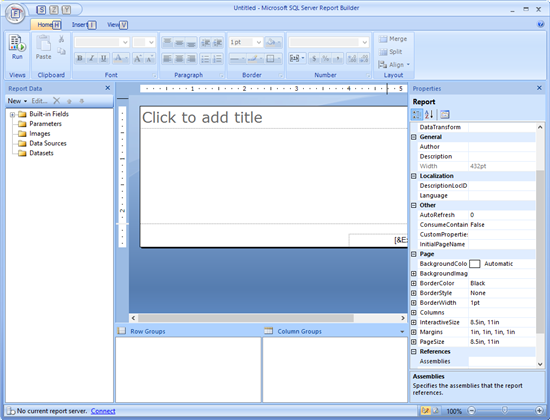 Untitled - Microsoft SQL Server Report Builder
F
S Z Y
Home H Insert I View V
Run
Paste
1pt
Merge
Split
Align
Views Clipboard Font Paragraph Border Number Layout
Report Data
New Edit...
Built-in Fields
Parameters
Images
Data Sources
Datasets
1 2 3 4 5
Click to add title
1
2
[&E
Row Groups Column Groups
Properties
Report
DataTransform
General
Author
Description
Width 432pt
Localization
DescriptionLocID
Language
Other
AutoRefresh 0
ConsumeContain False
CustomPropertie
InitialPageName
Page
BackgroundColo Automatic
BackgroundImag
BorderColor Black
BorderStyle None
BorderWidth 1pt
Columns
InteractiveSize 8.5in, 11in
Margins 1in, 1in, 1in, 1in
PageSize 8.5in, 11in
References
Assemblies
Assemblies
Specifies the assemblies that the report
references.
No current report server. Connect
100%